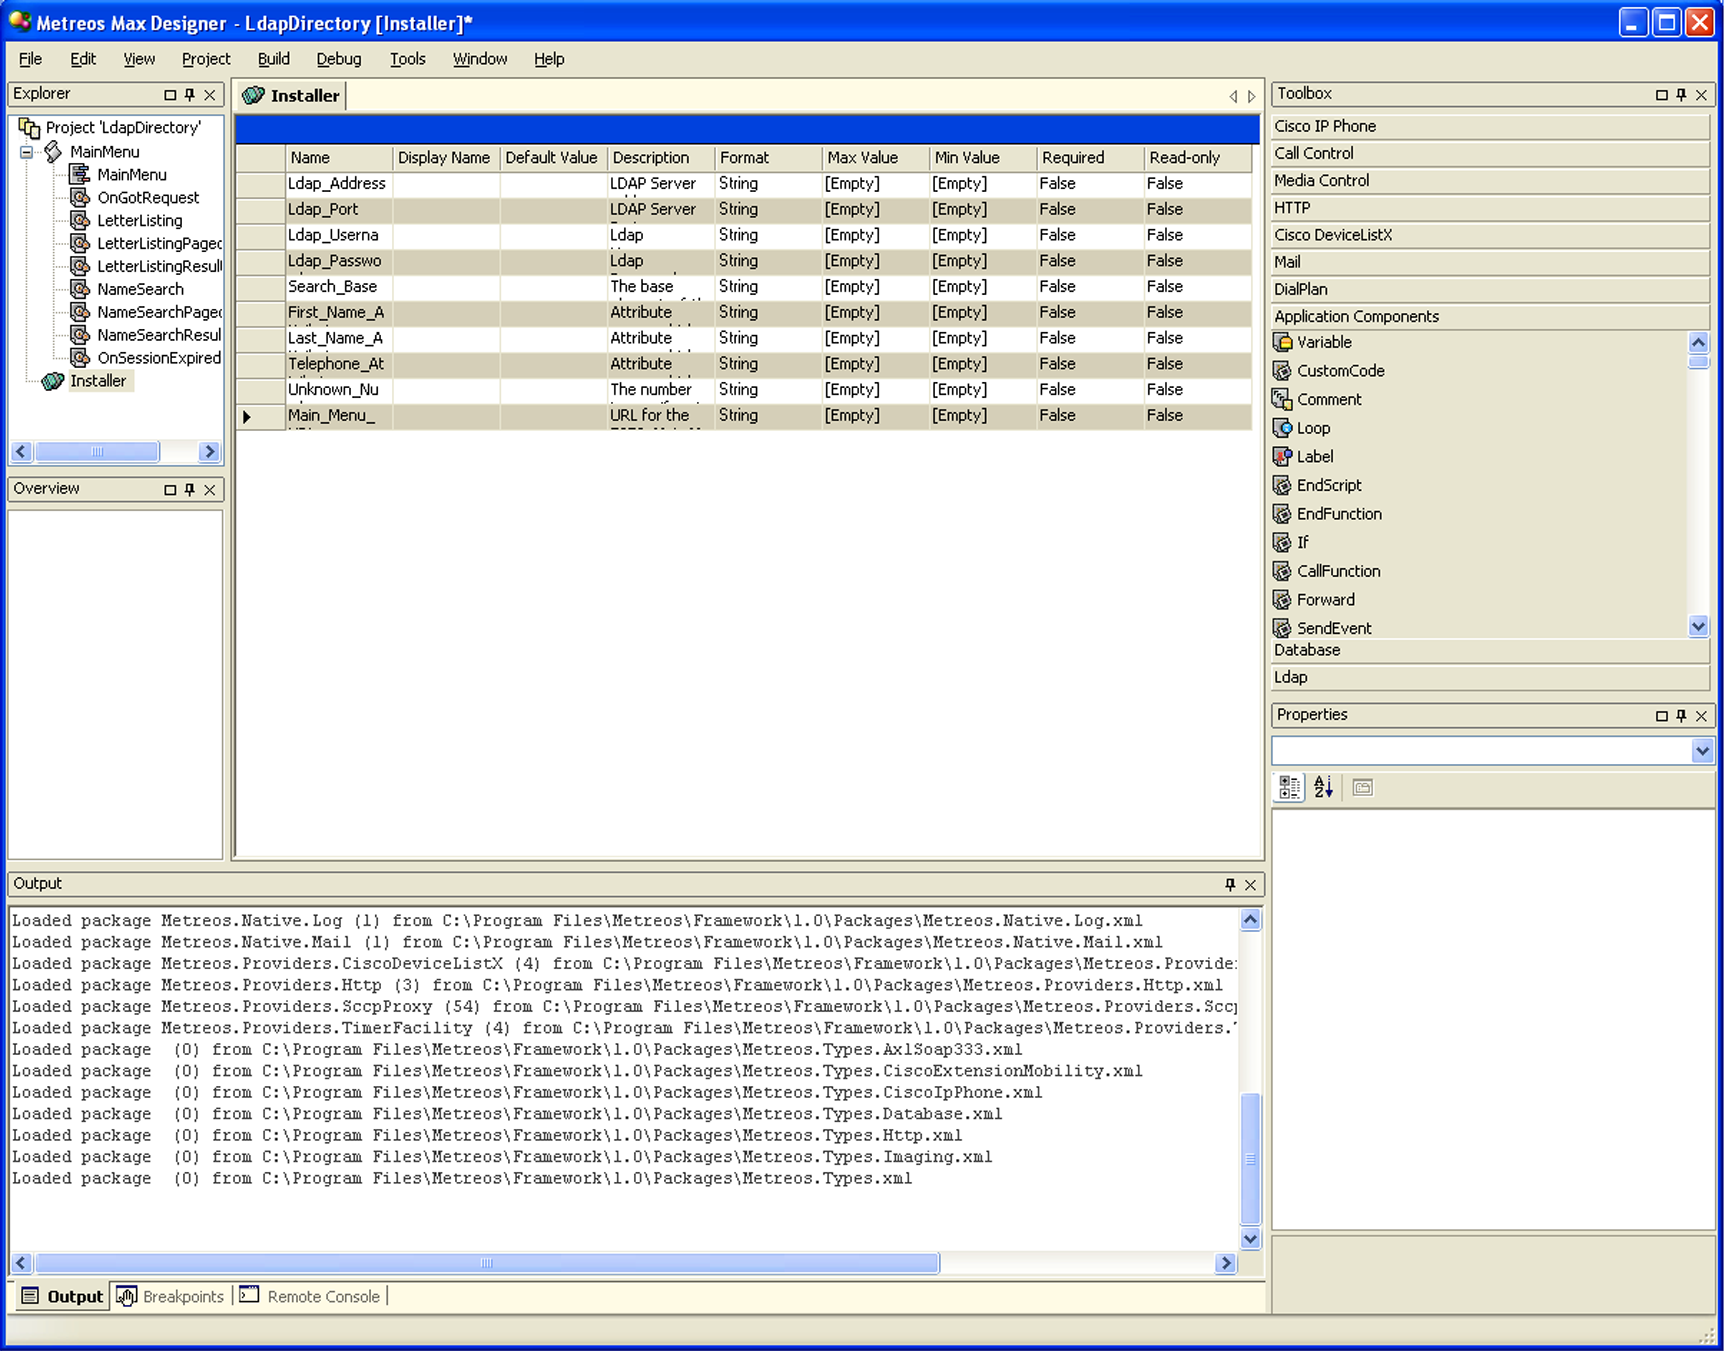 Metreos Max Designer - LdapDirectory [Installer]*
File Edit View Project Build Debug Tools Window Help
Explorer
Project 'LdapDirectory'
MainMenu
MainMenu
OnGotRequest
LetterListing
LetterListingPaged
LetterListingResul
NameSearch
NameSearchPaged
NameSearchResul
OnSessionExpired
Installer
Overview
Installer
Name Display Name Default Value Description Format Max Value Min Value Required Read-only
Ldap_Address LDAP Server String [Empty] [Empty] False False
Ldap_Port LDAP Server String [Empty] [Empty] False False
Ldap_Userna Ldap String [Empty] [Empty] False False
Ldap_Passwo Ldap String [Empty] [Empty] False False
Search_Base The base String [Empty] [Empty] False False
First_Name_A Attribute String [Empty] [Empty] False False
Last_Name_A Attribute String [Empty] [Empty] False False
Telephone_At Attribute String [Empty] [Empty] False False
Unknown_Nu The number String [Empty] [Empty] False False
Main_Menu_ URL for the String [Empty] [Empty] False False
Toolbox
Cisco IP Phone
Call Control
Media Control
HTTP
Cisco DeviceListX
Mail
DialPlan
Application Components
Variable
CustomCode
Comment
Loop
Label
EndScript
EndFunction
If
CallFunction
Forward
SendEvent
Database
Ldap
Properties
Output
Loaded package Metreos.Native.Log (1) from C:\Program Files\Metreos\Framework\1.0\Packages\Metreos.Native.Log.xml
Loaded package Metreos.Native.Mail (1) from C:\Program Files\Metreos\Framework\1.0\Packages\Metreos.Native.Mail.xml
Loaded package Metreos.Providers.CiscoDeviceListX (4) from C:\Program Files\Metreos\Framework\1.0\Packages\Metreos.Provide
Loaded package Metreos.Providers.Http (3) from C:\Program Files\Metreos\Framework\1.0\Packages\Metreos.Providers.Http.xml
Loaded package Metreos.Providers.SccpProxy (54) from C:\Program Files\Metreos\Framework\1.0\Packages\Metreos.Providers.Sccp
Loaded package Metreos.Providers.TimerFacility (4) from C:\Program Files\Metreos\Framework\1.0\Packages\Metreos.Providers.
Loaded package (0) from C:\Program Files\Metreos\Framework\1.0\Packages\Metreos.Types.AxlSoap333.xml
Loaded package (0) from C:\Program Files\Metreos\Framework\1.0\Packages\Metreos.Types.CiscoExtensionMobility.xml
Loaded package (0) from C:\Program Files\Metreos\Framework\1.0\Packages\Metreos.Types.CiscoIpPhone.xml
Loaded package (0) from C:\Program Files\Metreos\Framework\1.0\Packages\Metreos.Types.Database.xml
Loaded package (0) from C:\Program Files\Metreos\Framework\1.0\Packages\Metreos.Types.Http.xml
Loaded package (0) from C:\Program Files\Metreos\Framework\1.0\Packages\Metreos.Types.Imaging.xml
Loaded package (0) from C:\Program Files\Metreos\Framework\1.0\Packages\Metreos.Types.xml
Output Breakpoints Remote Console